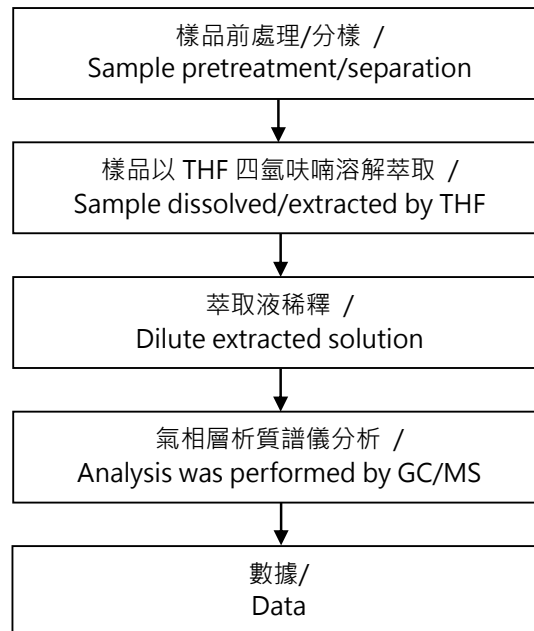 樣品前處理/分樣 /
Sample pretreatment/separation
樣品以 THF 四氫呋喃溶解萃取 /
Sample dissolved/extracted by THF
萃取液稀釋 /
Dilute extracted solution
氣相層析質譜儀分析 /
Analysis was performed by GC/MS
數據/
Data